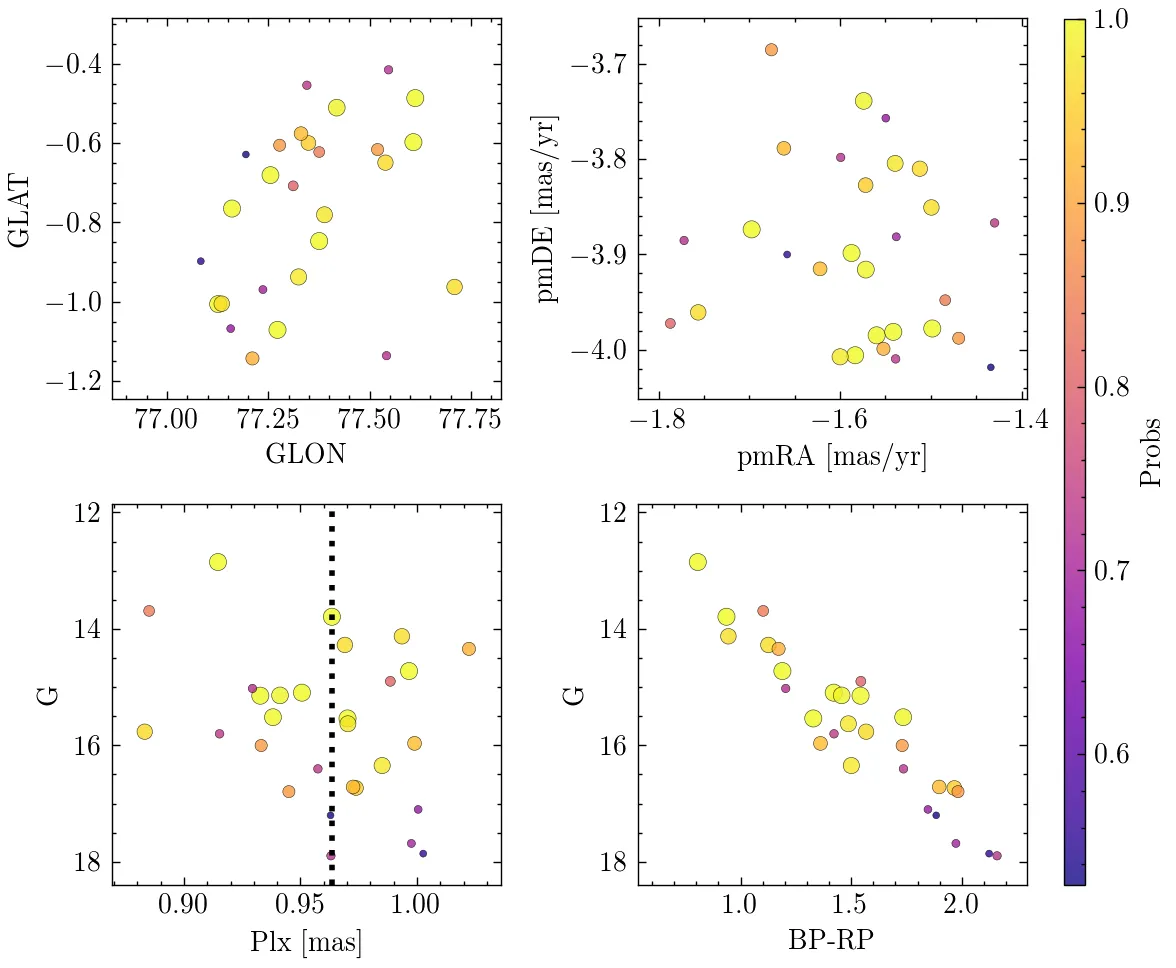 −0.4
−0.6
−0.8
−1.0
−1.2
GLAT
77.00 77.25 77.50 77.75
GLON
−3.7
−3.8
−3.9
−4.0
pmDE [mas/yr]
−1.8 −1.6 −1.4
pmRA [mas/yr]
12
14
16
18
G
0.90 0.95 1.00
Plx [mas]
12
14
16
18
G
1.0 1.5 2.0
BP-RP
1.0
0.9
0.8
0.7
0.6
Probs